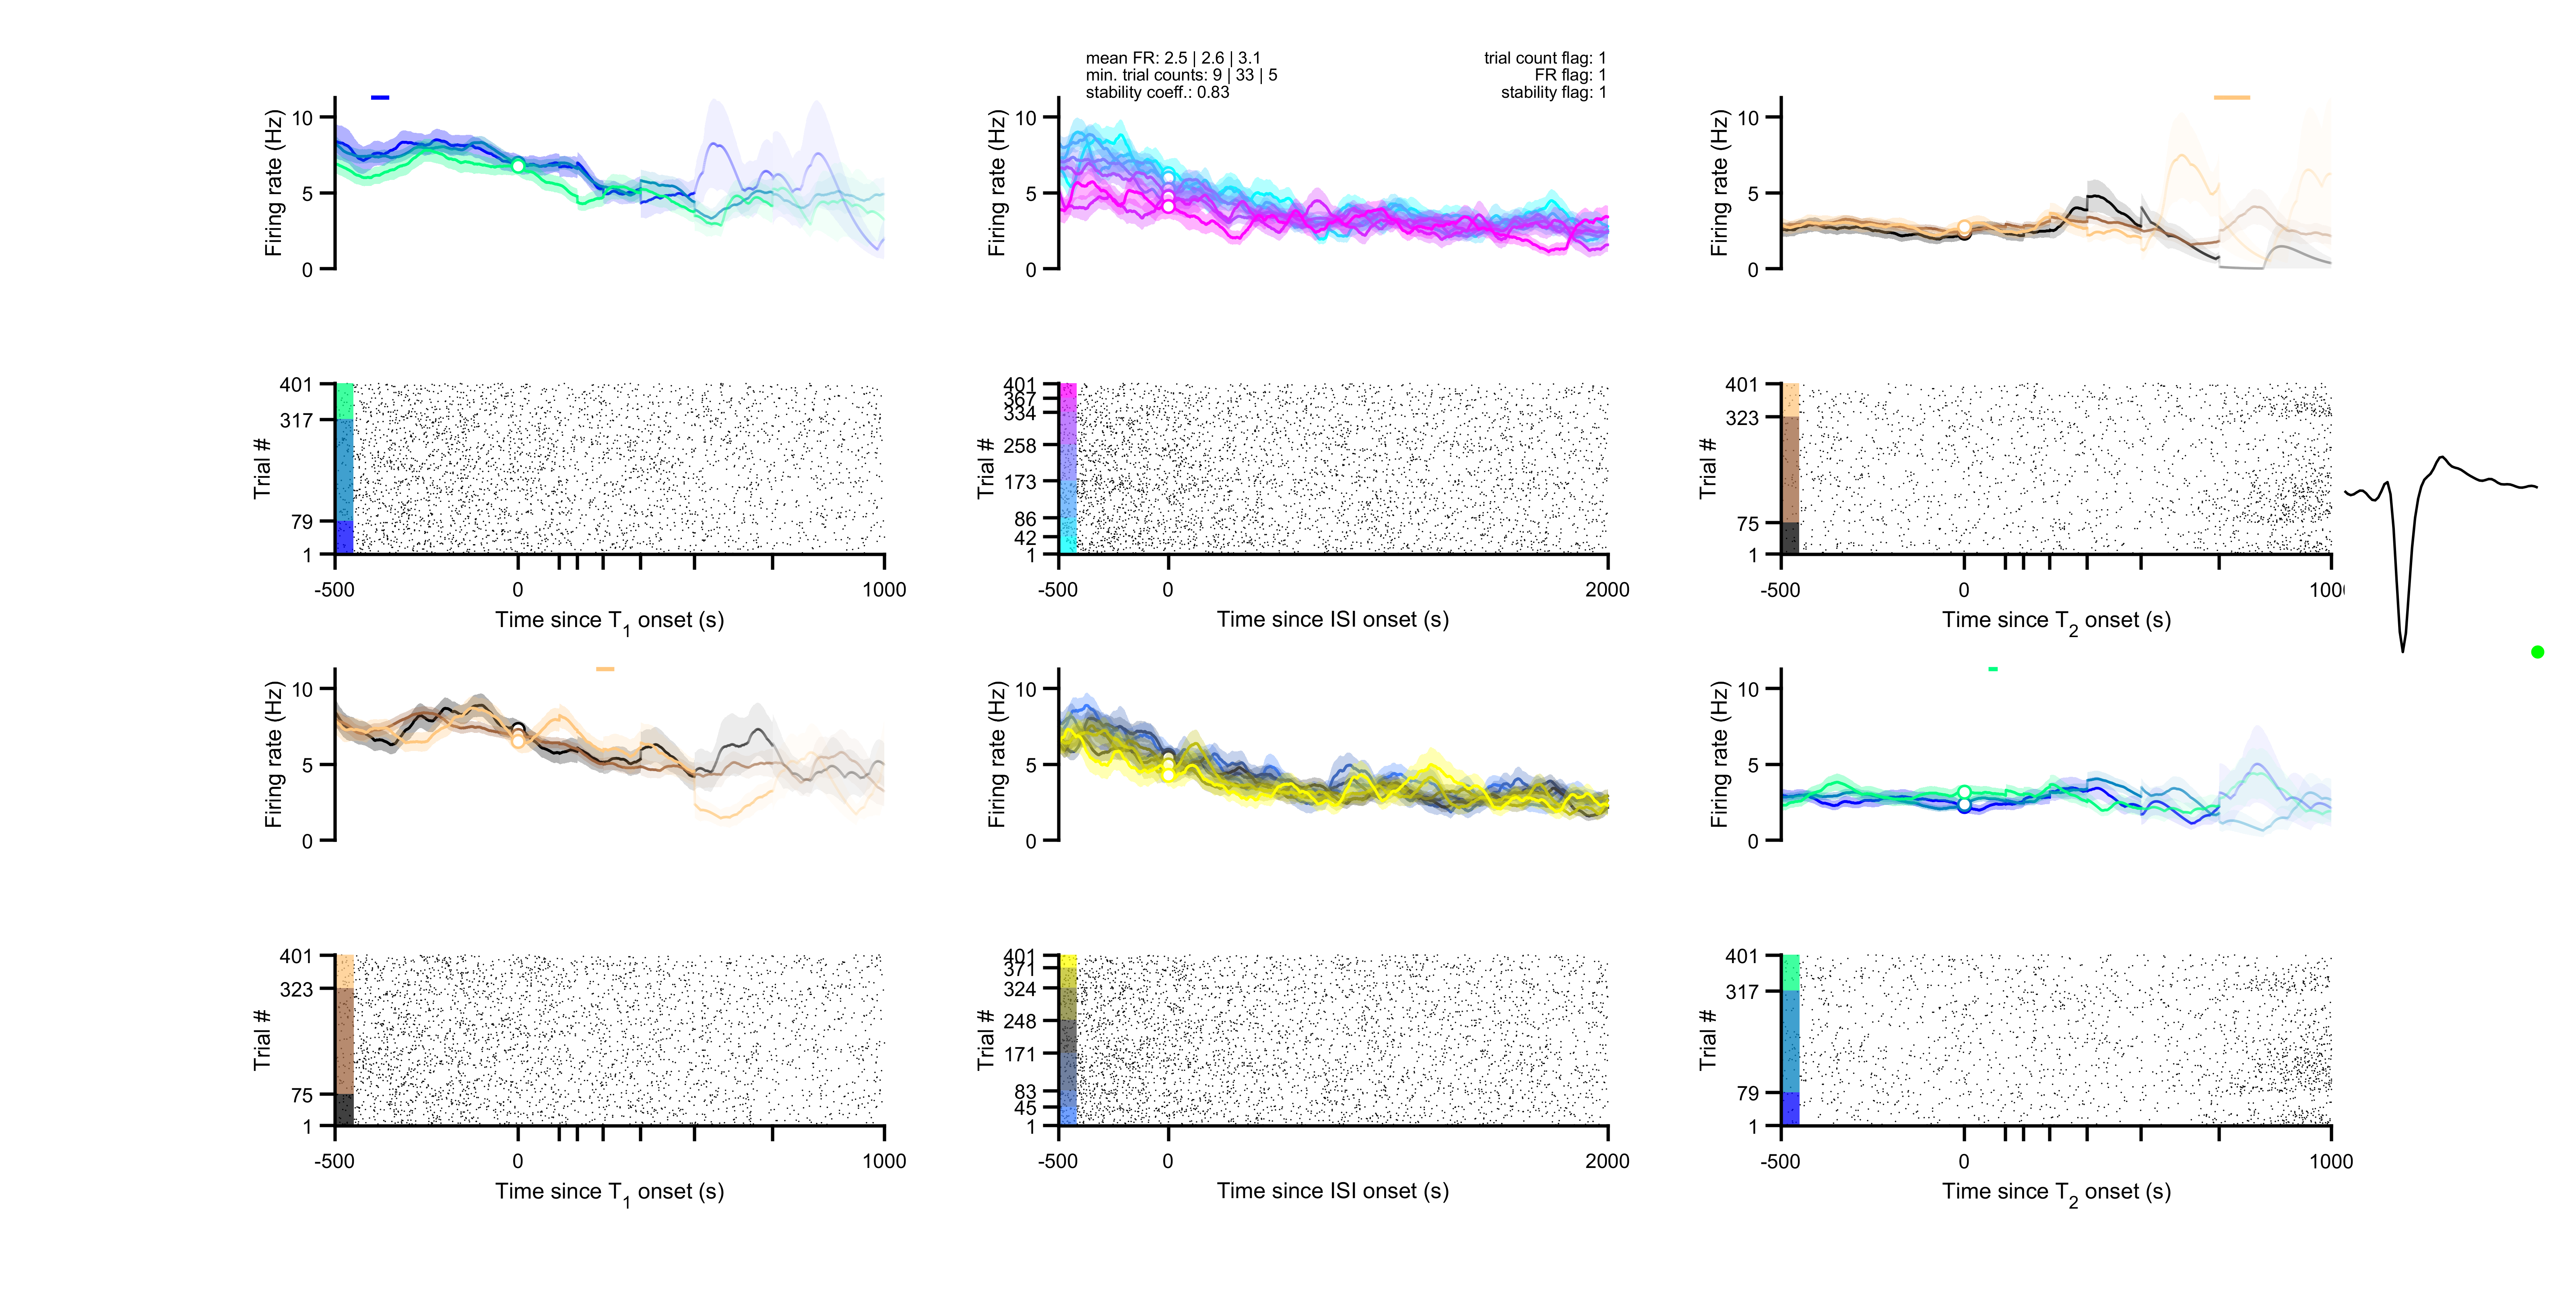 mean FR: 2.5 | 2.6 | 3.1
min. trial counts: 9 | 33 | 5
stability coeff.: 0.83
trial count flag: 1
FR flag: 1
stability flag: 1
Firing rate (Hz)
10
5
0
Firing rate (Hz)
10
5
0
Firing rate (Hz)
10
5
0
Trial #
401
317
79
1
-500
0
1000
Time since T1 onset (s)
Trial #
401
367
334
258
173
86
42
1
-500
0
2000
Time since ISI onset (s)
Trial #
401
323
75
1
-500
0
1000
Time since T2 onset (s)
Firing rate (Hz)
10
5
0
Firing rate (Hz)
10
5
0
Firing rate (Hz)
10
5
0
Trial #
401
323
75
1
-500
0
1000
Time since T1 onset (s)
Trial #
401
371
324
248
171
83
45
1
-500
0
2000
Time since ISI onset (s)
Trial #
401
317
79
1
-500
0
1000
Time since T2 onset (s)